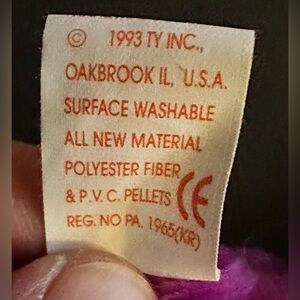 © 1993 TY INC.,
OAKBROOK IL, U.S.A.
SURFACE WASHABLE
ALL NEW MATERIAL
POLYESTER FIBER
& P.V.C. PELLETS CE
REG. NO PA. 1965(KR)